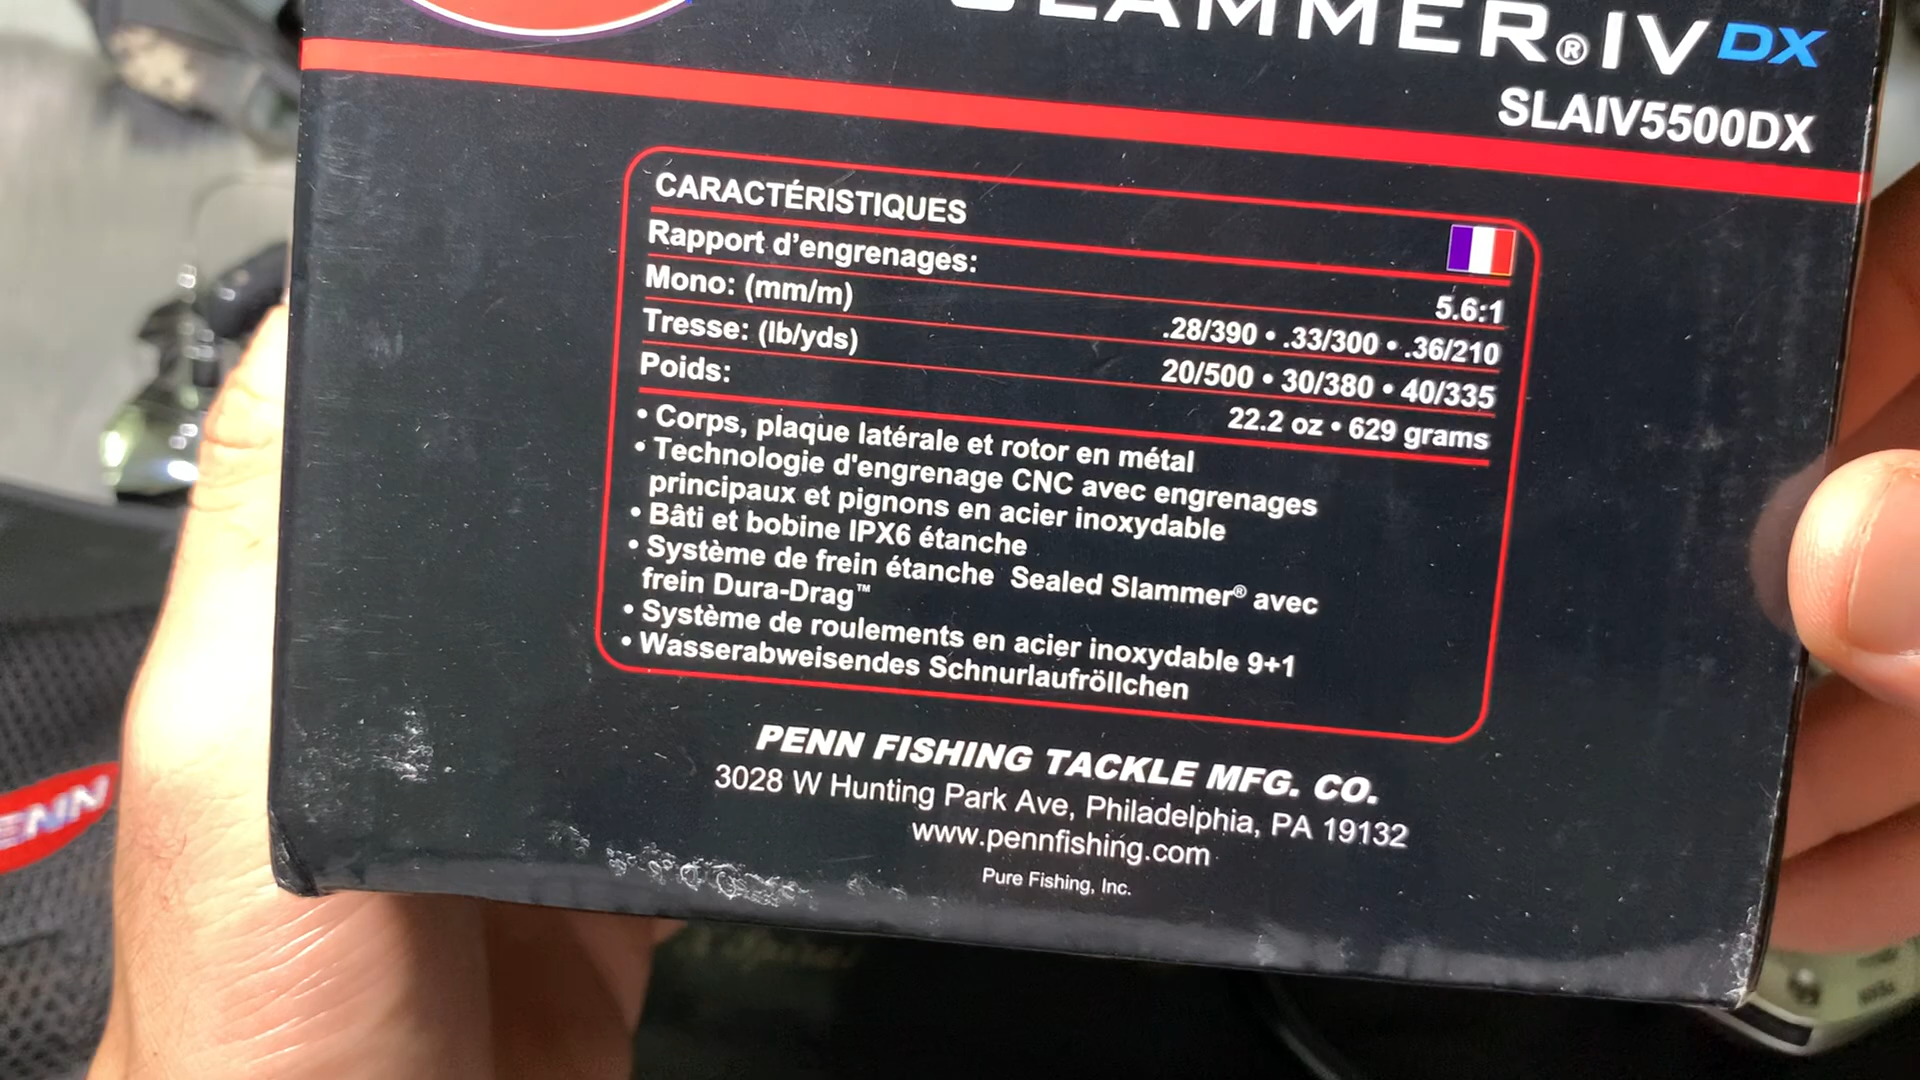 SLAMMER® IV DX
SLAIV5500DX
CARACTÉRISTIQUES
Rapport d'engrenages: 5.6:1
Mono: (mm/m) .28/390 • .33/300 • .36/210
Tresse: (lb/yds) 20/500 • 30/380 • 40/335
Poids: 22.2 oz • 629 grams
• Corps, plaque latérale et rotor en métal
• Technologie d'engrenage CNC avec engrenages
principaux et pignons en acier inoxydable
• Bâti et bobine IPX6 étanche
• Système de frein étanche Sealed Slammer® avec
frein Dura-Drag™
• Système de roulements en acier inoxydable 9+1
• Wasserabweisendes Schnurlaufröllchen
PENN FISHING TACKLE MFG. CO.
3028 W Hunting Park Ave, Philadelphia, PA 19132
www.pennfishing.com
Pure Fishing, Inc.
ENN